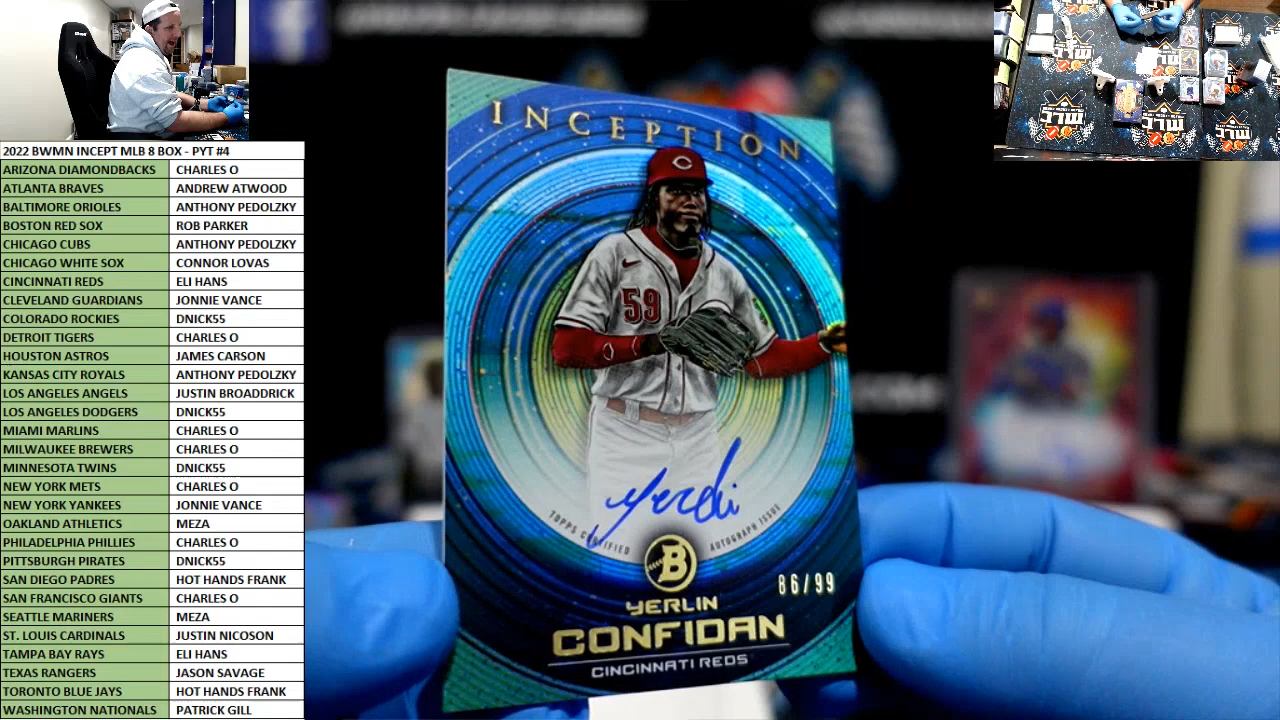 2022 BWMN INCEPT MLB 8 BOX - PYT #4
ARIZONA DIAMONDBACKS CHARLES O
ATLANTA BRAVES ANDREW ATWOOD
BALTIMORE ORIOLES ANTHONY PEDOLZKY
BOSTON RED SOX ROB PARKER
CHICAGO CUBS ANTHONY PEDOLZKY
CHICAGO WHITE SOX CONNOR LOVAS
CINCINNATI REDS ELI HANS
CLEVELAND GUARDIANS JONNIE VANCE
COLORADO ROCKIES DNICK55
DETROIT TIGERS CHARLES O
HOUSTON ASTROS JAMES CARSON
KANSAS CITY ROYALS ANTHONY PEDOLZKY
LOS ANGELES ANGELS JUSTIN BROADDRICK
LOS ANGELES DODGERS DNICK55
MIAMI MARLINS CHARLES O
MILWAUKEE BREWERS CHARLES O
MINNESOTA TWINS DNICK55
NEW YORK METS CHARLES O
NEW YORK YANKEES JONNIE VANCE
OAKLAND ATHLETICS MEZA
PHILADELPHIA PHILLIES CHARLES O
PITTSBURGH PIRATES DNICK55
SAN DIEGO PADRES HOT HANDS FRANK
SAN FRANCISCO GIANTS CHARLES O
SEATTLE MARINERS MEZA
ST. LOUIS CARDINALS JUSTIN NICOSON
TAMPA BAY RAYS ELI HANS
TEXAS RANGERS JASON SAVAGE
TORONTO BLUE JAYS HOT HANDS FRANK
WASHINGTON NATIONALS PATRICK GILL
INCEPTION
59
TOPPS CERTIFIED AUTOGRAPH ISSUE
B
86/99
YERLIN
CONFIDAN
CINCINNATI REDS